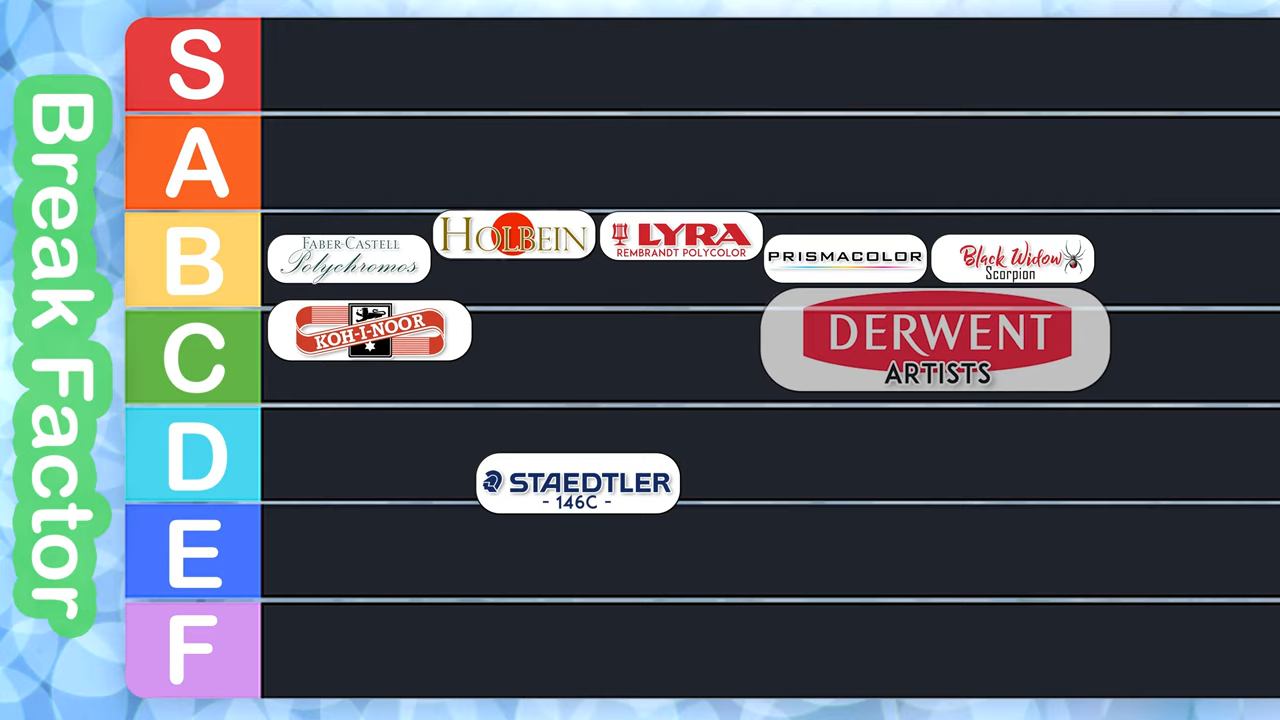 Break Factor
S
A
B
FABER-CASTELL
Polychromos
HOLBEIN
LYRA
REMBRANDT POLYCOLOR
PRISMACOLOR
Black Widow
Scorpion
C
KOH-I-NOOR
DERWENT
ARTISTS
D
STAEDTLER
- 146C -
E
F